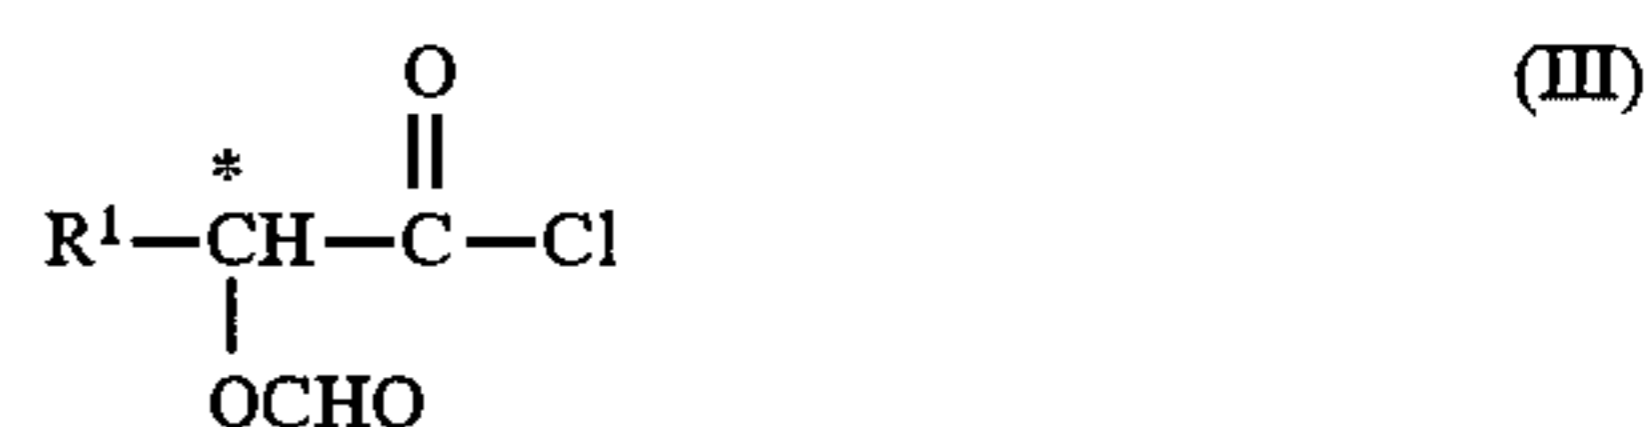 O (III)
*
R¹—CH—C—Cl
OCHO